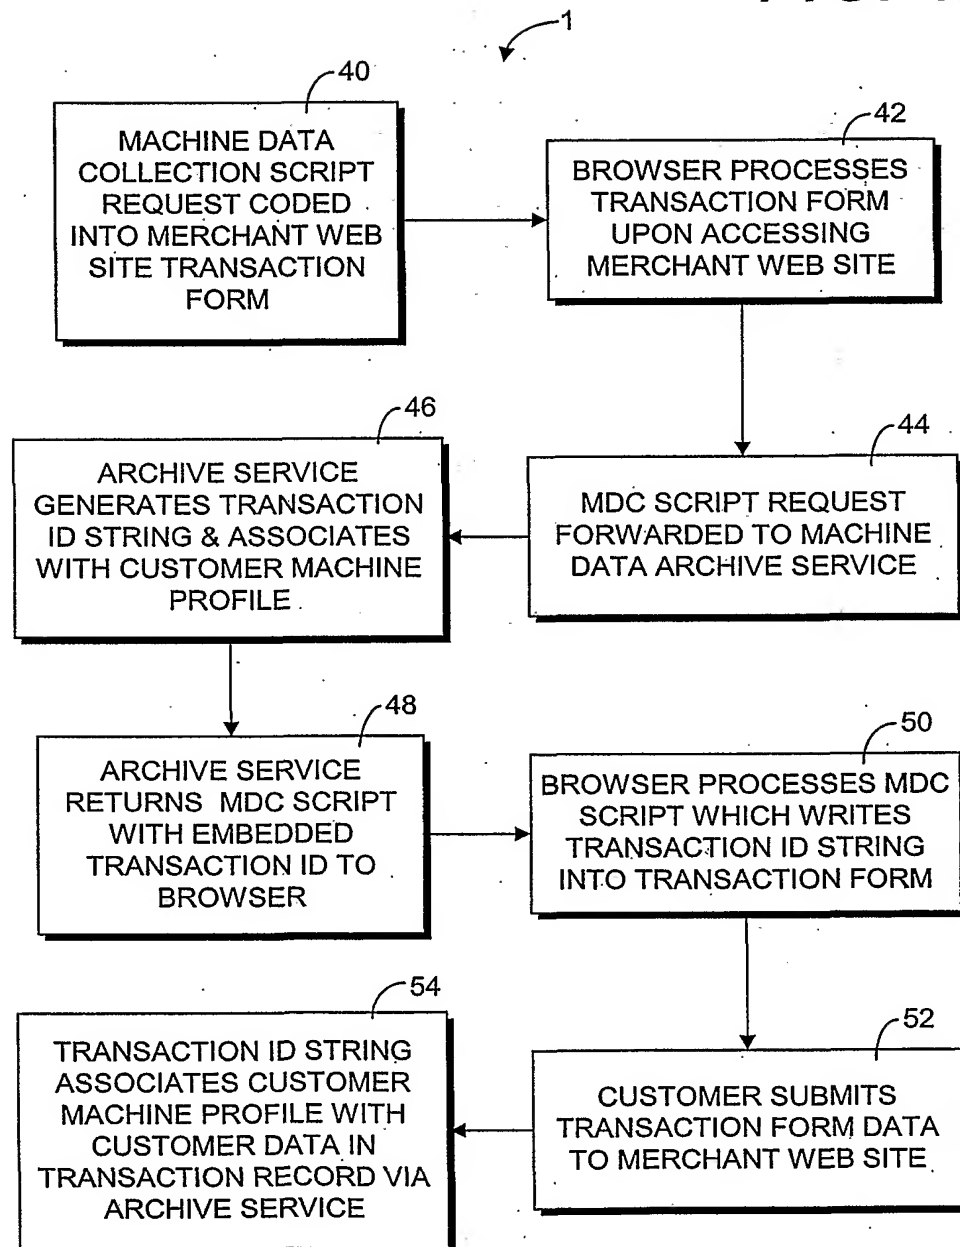 1
40
MACHINE DATA
COLLECTION SCRIPT
REQUEST CODED
INTO MERCHANT WEB
SITE TRANSACTION
FORM
42
BROWSER PROCESSES
TRANSACTION FORM
UPON ACCESSING
MERCHANT WEB SITE
44
MDC SCRIPT REQUEST
FORWARDED TO MACHINE
DATA ARCHIVE SERVICE
46
ARCHIVE SERVICE
GENERATES TRANSACTION
ID STRING & ASSOCIATES
WITH CUSTOMER MACHINE
PROFILE
48
ARCHIVE SERVICE
RETURNS MDC SCRIPT
WITH EMBEDDED
TRANSACTION ID TO
BROWSER
50
BROWSER PROCESSES MDC
SCRIPT WHICH WRITES
TRANSACTION ID STRING
INTO TRANSACTION FORM
52
CUSTOMER SUBMITS
TRANSACTION FORM DATA
TO MERCHANT WEB SITE
54
TRANSACTION ID STRING
ASSOCIATES CUSTOMER
MACHINE PROFILE WITH
CUSTOMER DATA IN
TRANSACTION RECORD VIA
ARCHIVE SERVICE